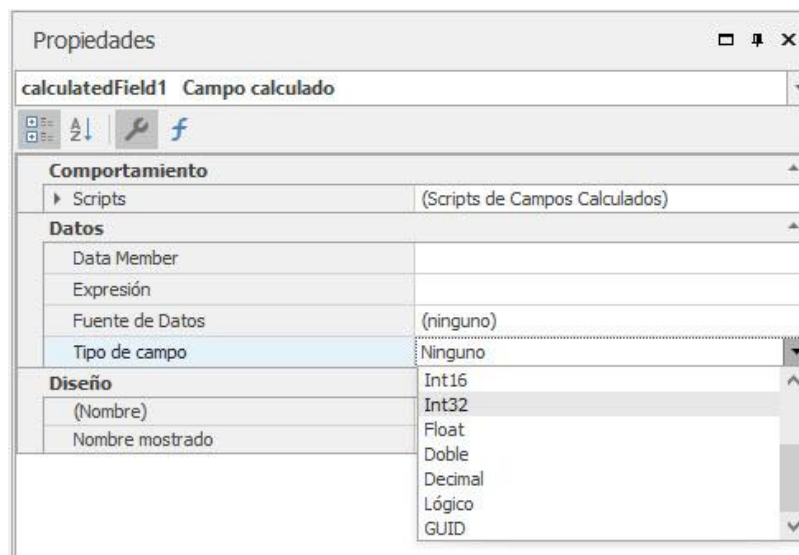 Propiedades
calculatedField1 Campo calculado
Comportamiento
Scripts (Scripts de Campos Calculados)
Datos
Data Member
Expresión
Fuente de Datos (ninguno)
Tipo de campo Ninguno
Int16
Diseño
Int32
(Nombre)
Float
Nombre mostrado
Doble
Decimal
Lógico
GUID